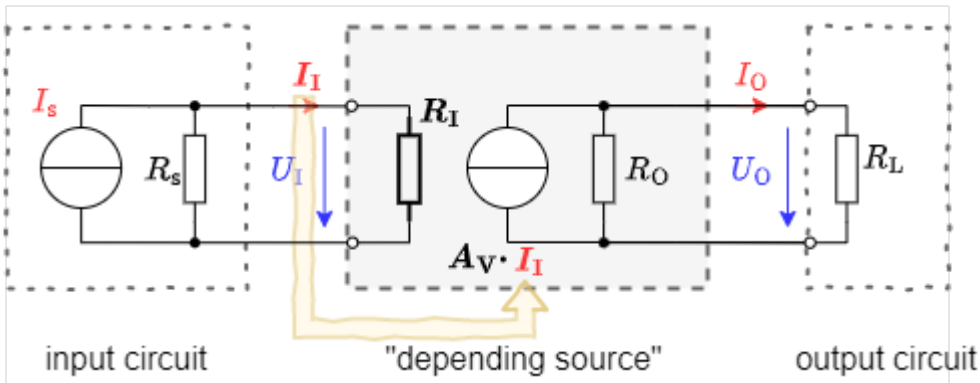 I_I I_O
I_s R_I
R_s U_I R_O U_O R_L
A_V · I_I
input circuit "depending source" output circuit